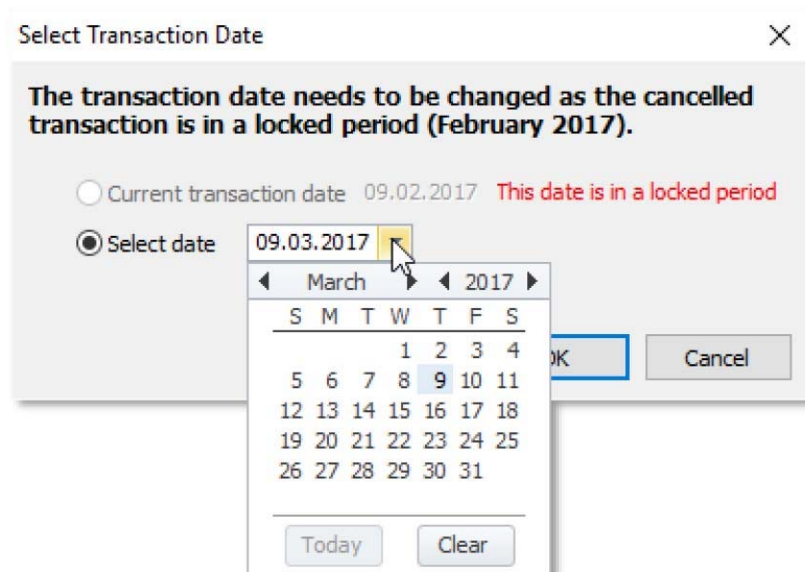 Select Transaction Date
The transaction date needs to be changed as the cancelled
transaction is in a locked period (February 2017).
Current transaction date 09.02.2017 This date is in a locked period
Select date 09.03.2017
March 2017
S M T W T F S
1 2 3 4
5 6 7 8 9 10 11
12 13 14 15 16 17 18
19 20 21 22 23 24 25
26 27 28 29 30 31
Today Clear
Cancel